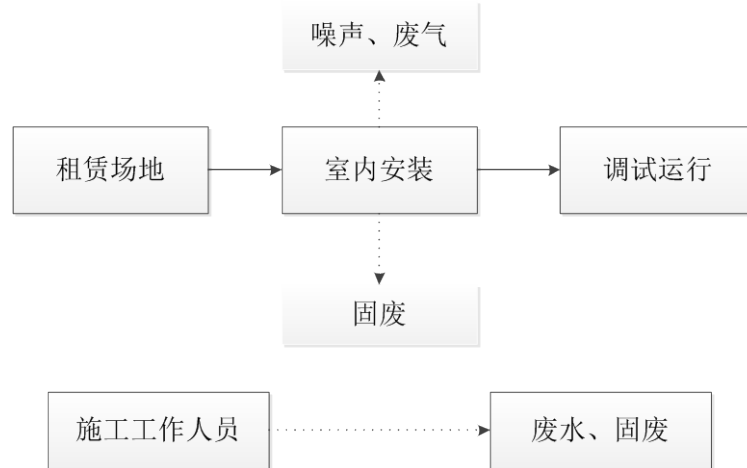 噪声、废气
租赁场地
室内安装
调试运行
固废
施工工作人员
废水、固废